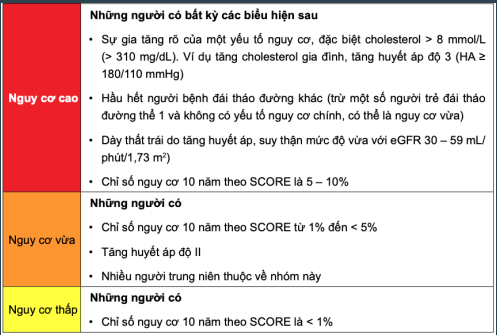 Nguy cơ cao
Những người có bất kỳ các biểu hiện sau
• Sự gia tăng rõ của một yếu tố nguy cơ, đặc biệt cholesterol > 8 mmol/L
(> 310 mg/dL). Ví dụ tăng cholesterol gia đình, tăng huyết áp độ 3 (HA ≥
180/110 mmHg)
• Hầu hết người bệnh đái tháo đường khác (trừ một số người trẻ đái tháo
đường thể 1 và không có yếu tố nguy cơ chính, có thể là nguy cơ vừa)
• Dày thất trái do tăng huyết áp, suy thận mức độ vừa với eGFR 30 – 59 mL/
phút/1,73 m²)
• Chỉ số nguy cơ 10 năm theo SCORE là 5 – 10%
Nguy cơ vừa
Những người có
• Chỉ số nguy cơ 10 năm theo SCORE từ 1% đến < 5%
• Tăng huyết áp độ II
• Nhiều người trung niên thuộc về nhóm này
Nguy cơ thấp
Những người có
• Chỉ số nguy cơ 10 năm theo SCORE là < 1%